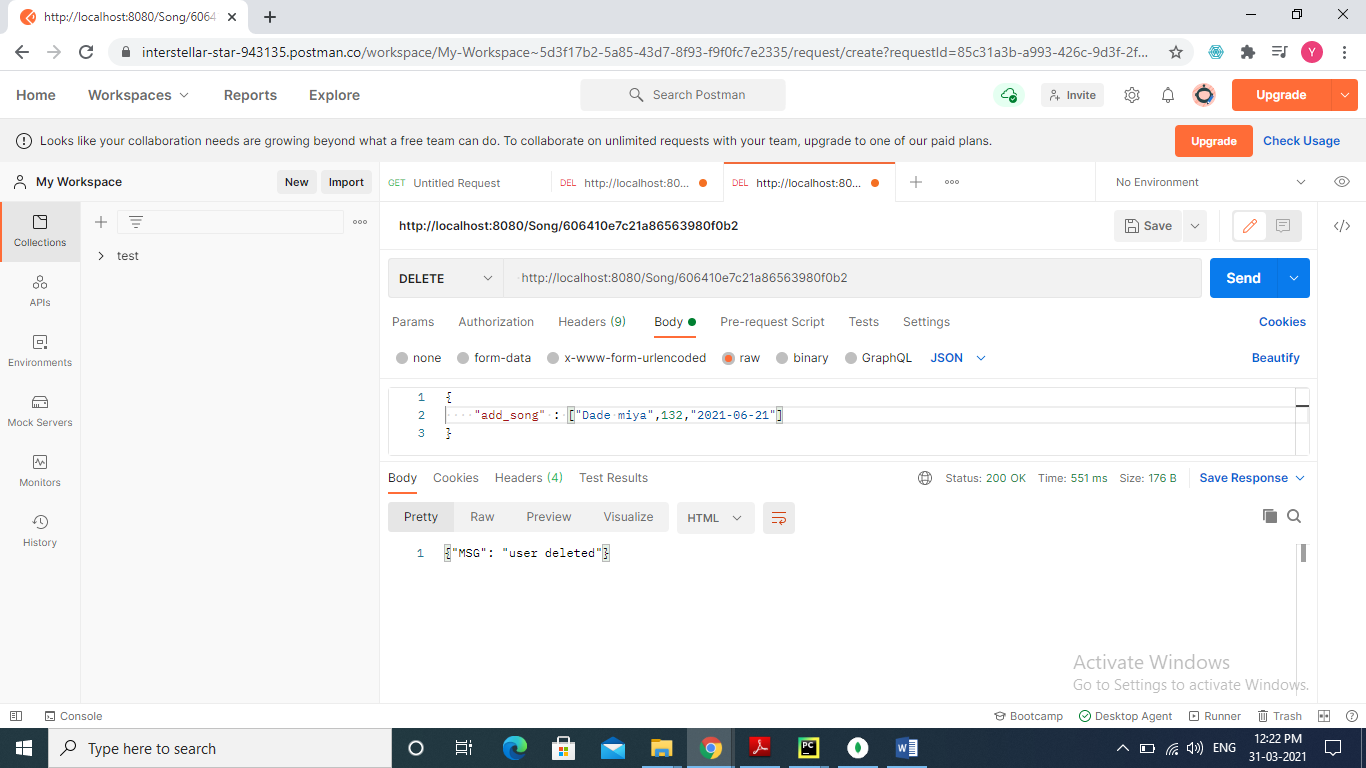 http://localhost:8080/Song/6064
interstellar-star-943135.postman.co/workspace/My-Workspace~5d3f17b2-5a85-43d7-8f93-f9f0fc7e2335/request/create?requestId=85c31a3b-a993-426c-9d3f-2f...
Y
Home Workspaces Reports Explore Search Postman Invite Upgrade
Looks like your collaboration needs are growing beyond what a free team can do. To collaborate on unlimited requests with your team, upgrade to one of our paid plans. Upgrade Check Usage
My Workspace New Import GET Untitled Request DEL http://localhost:80... DEL http://localhost:80... No Environment
http://localhost:8080/Song/606410e7c21a86563980f0b2 Save
Collections
test
APIs
Environments
Mock Servers
Monitors
History
DELETE http://localhost:8080/Song/606410e7c21a86563980f0b2 Send
Params Authorization Headers (9) Body Pre-request Script Tests Settings Cookies
none form-data x-www-form-urlencoded raw binary GraphQL JSON Beautify
1 {
2 "add_song" : ["Dade miya",132,"2021-06-21"]
3 }
Body Cookies Headers (4) Test Results Status: 200 OK Time: 551 ms Size: 176 B Save Response
Pretty Raw Preview Visualize HTML
1 {"MSG": "user deleted"}
Activate Windows
Go to Settings to activate Windows.
Console Bootcamp Desktop Agent Runner Trash
Type here to search PC W ENG 12:22 PM
31-03-2021